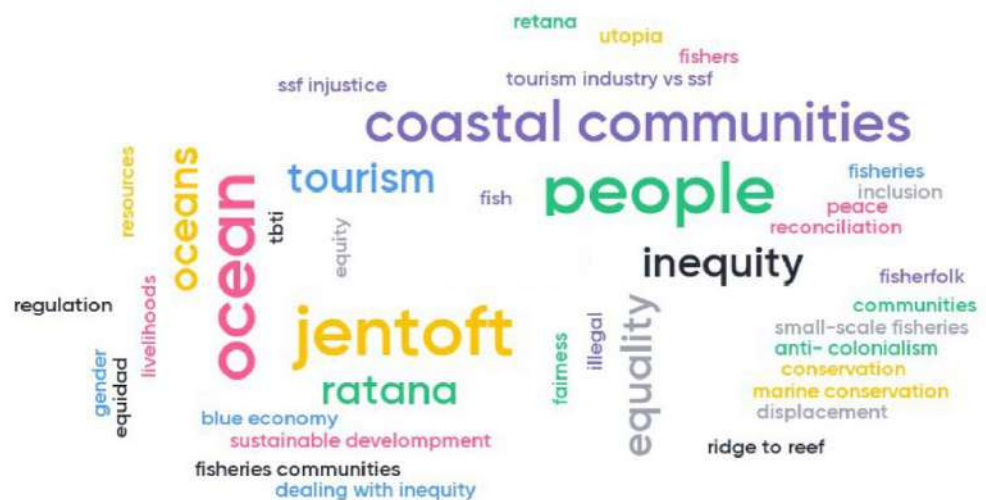 retana
utopia
fishers
tourism industry vs ssf
ssf injustice
coastal communities
resources
oceans
ocean
tbti
tourism
equity
fish
people
fisheries
inclusion
peace
reconciliation
inequity
fisherfolk
regulation
livelihoods
gender
equidad
jentoft
ratana
fairness
illegal
equality
communities
small-scale fisheries
anti- colonialism
conservation
marine conservation
displacement
ridge to reef
blue economy
sustainable develompment
fisheries communities
dealing with inequity